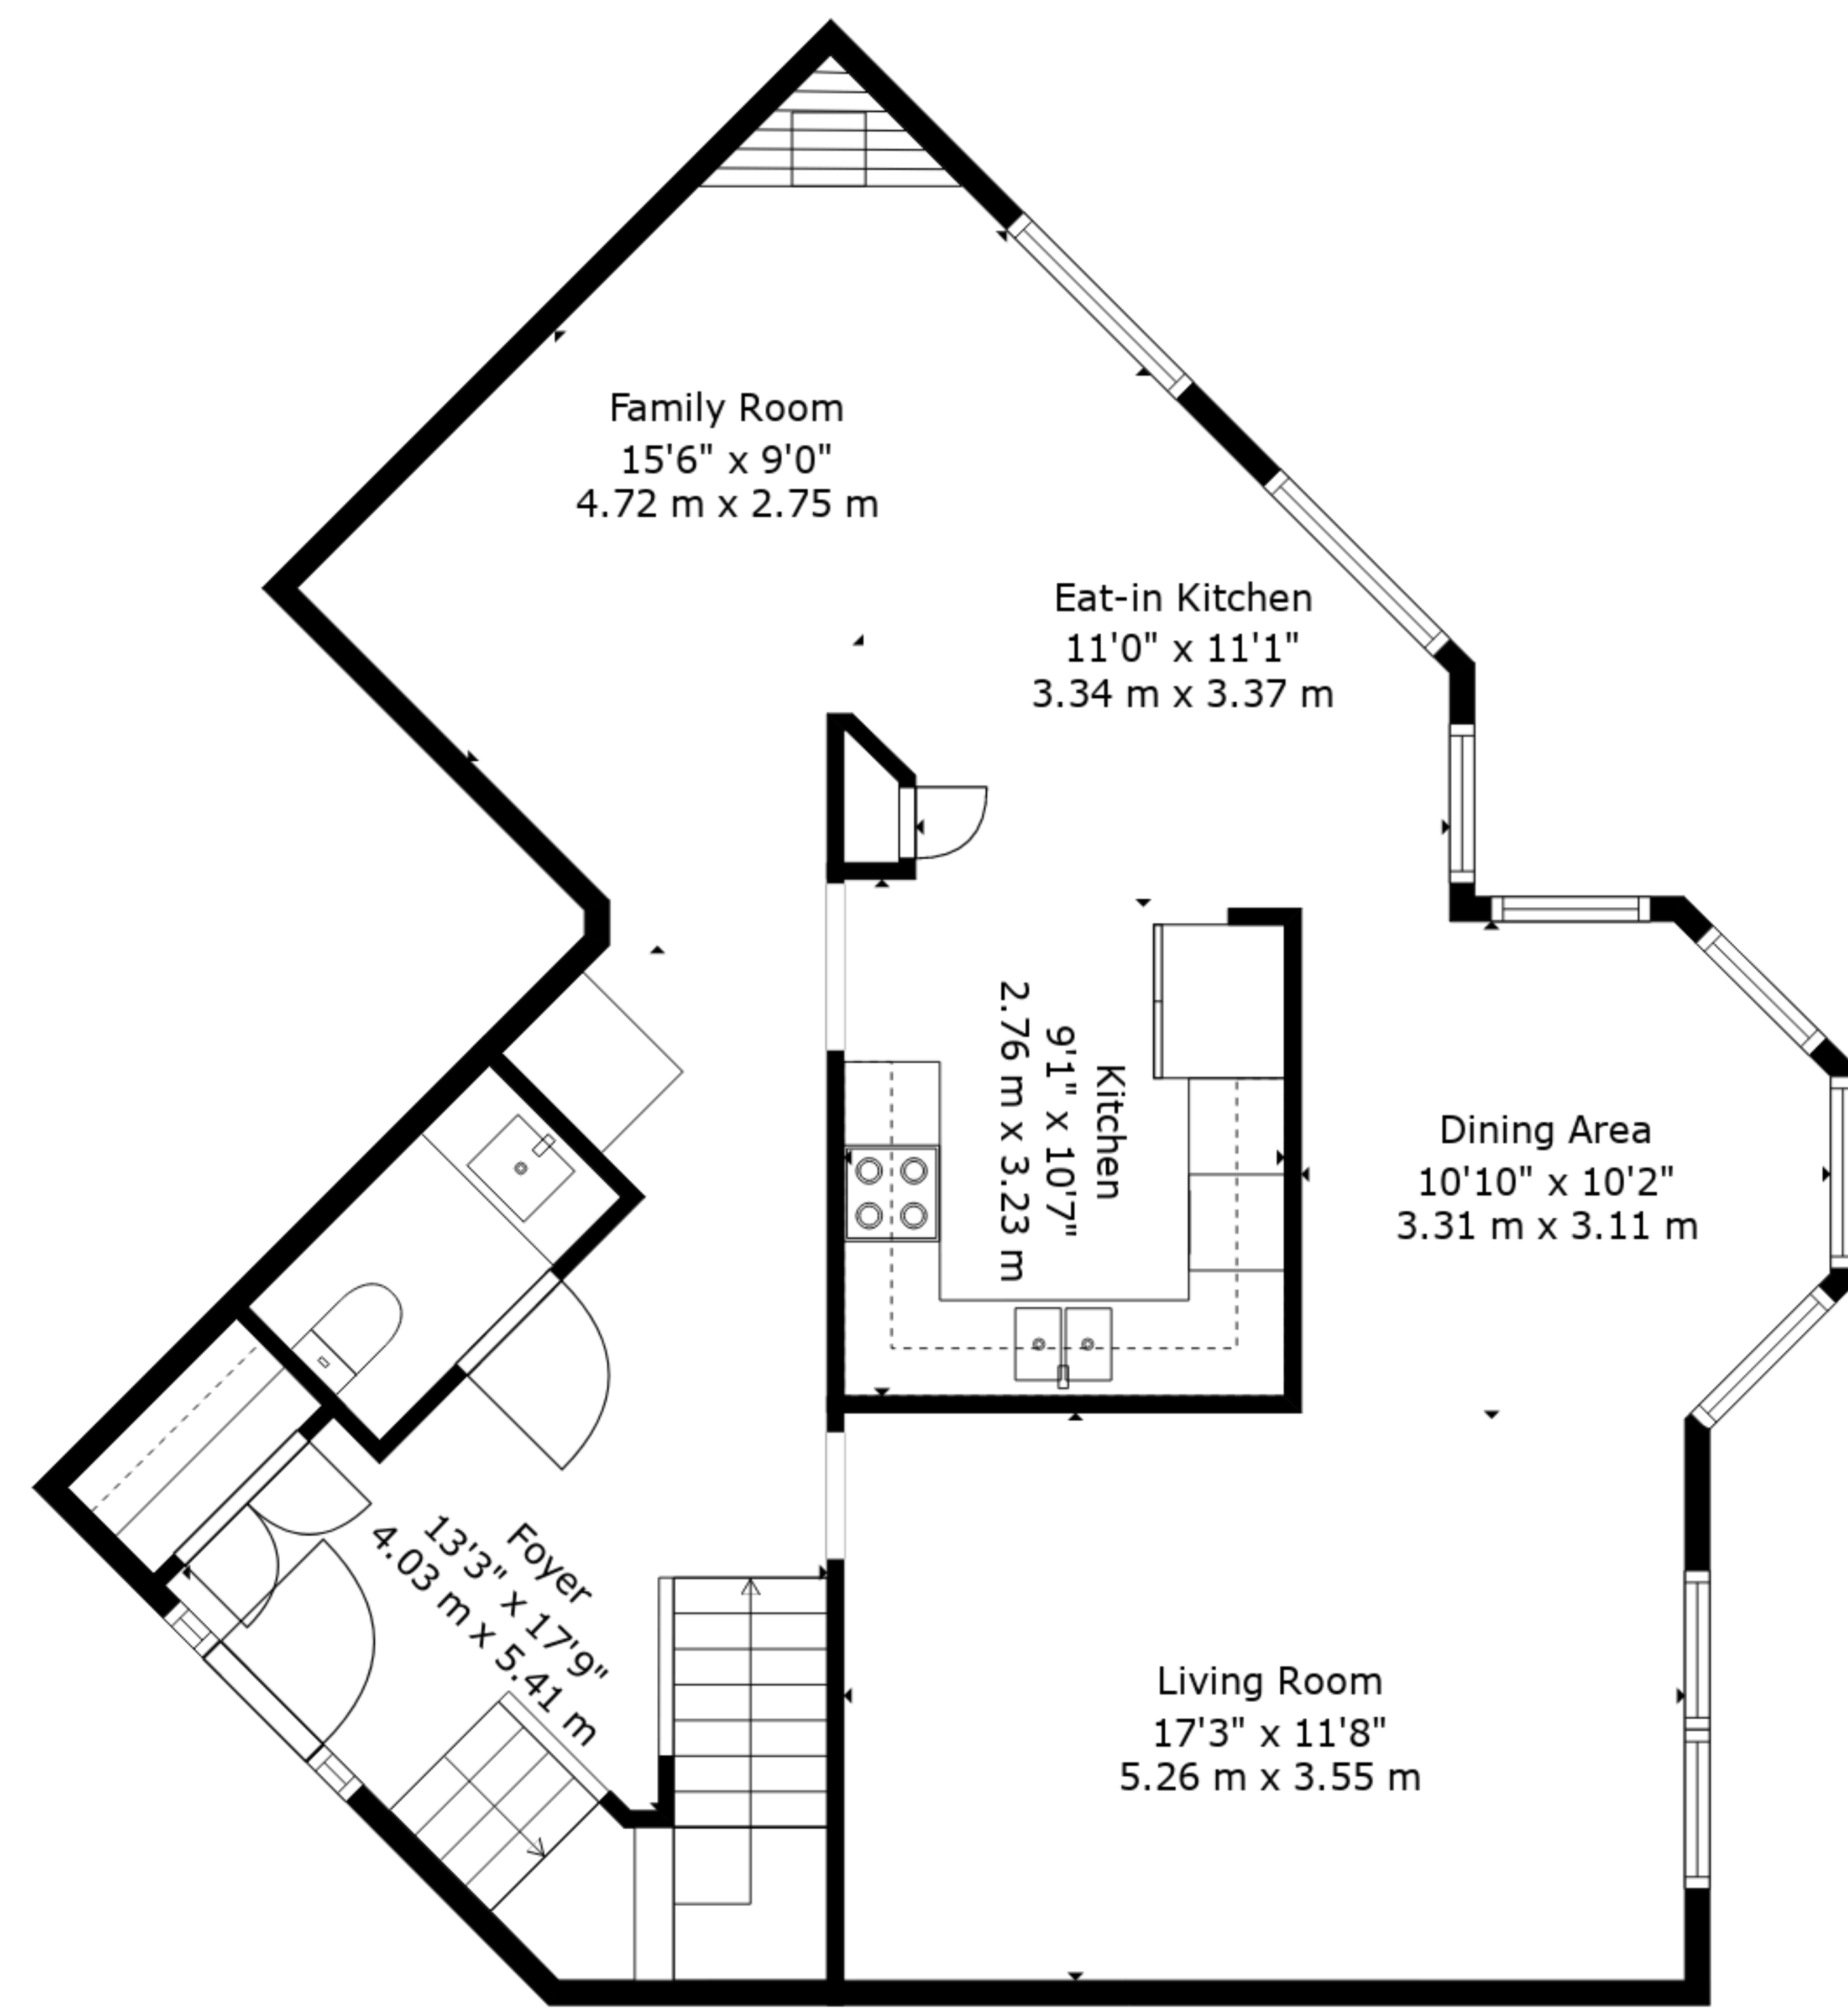 Family Room
15'6" x 9'0"
4.72 m x 2.75 m
Eat-in Kitchen
11'0" x 11'1"
3.34 m x 3.37 m
Kitchen
9'1" x 10'7"
2.76 m x 3.23 m
Dining Area
10'10" x 10'2"
3.31 m x 3.11 m
Foyer
13'3" x 17'9"
4.03 m x 5.41 m
Living Room
17'3" x 11'8"
5.26 m x 3.55 m